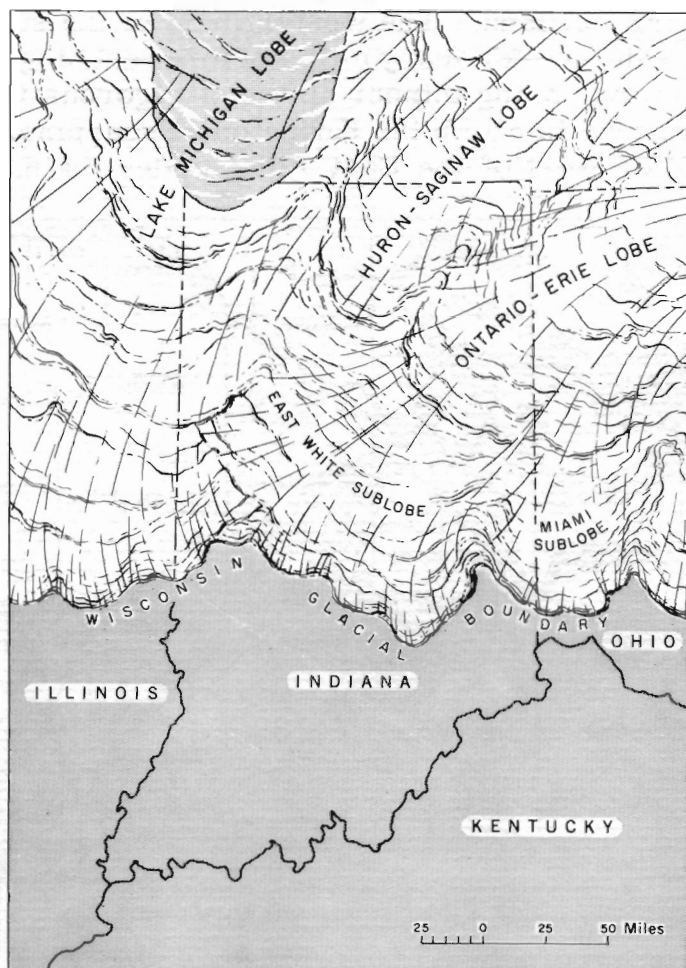 LAKE MICHIGAN LOBE
HURON-SAGINAW LOBE
ONTARIO-ERIE LOBE
EAST WHITE SUBLOBE
MIAMI
SUBLOBE
WISCONSIN GLACIAL BOUNDARY
OHIO
ILLINOIS
INDIANA
KENTUCKY
25 0 25 50 Miles